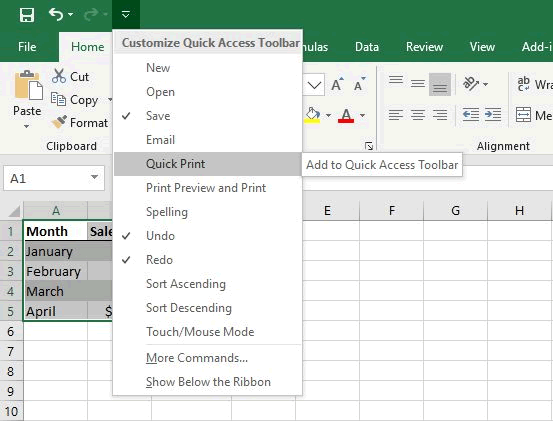 Customize Quick Access Toolbar
New
Open
Save
Email
Quick Print
Add to Quick Access Toolbar
Print Preview and Print
Spelling
Undo
Redo
Sort Ascending
Sort Descending
Touch/Mouse Mode
More Commands...
Show Below the Ribbon
File Home Data Review View Add-i
Cut
Copy
Format
Paste
Clipboard
ab Wra
Alignment
A1
A E F G H
1 Month Sale
2 January
3 February
4 March
5 April $
6
7
8
9
10